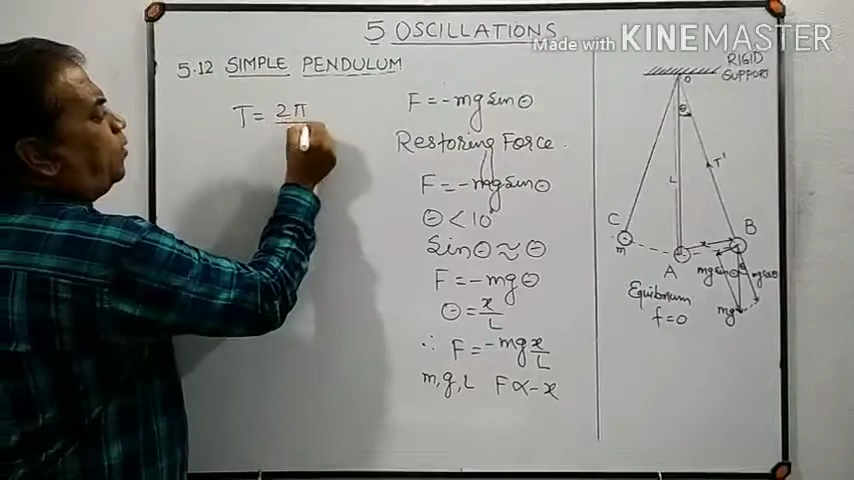 5 OSCILLATIONS
Made with KINEMASTER
5.12 SIMPLE PENDULUM
T = 2π
F = -mg sinθ
Restoring Force.
F = -mg sinθ
θ < 10°
Sinθ ≈ θ
F = -mgθ
θ = x/L
∴ F = -mg x/L
m, g, L F ∝ -x
RIGID
SUPPORT
O
θ
T'
L
C
B
m
x
A
mg sinθ θ mg cosθ
Equibrium
f = 0
mg